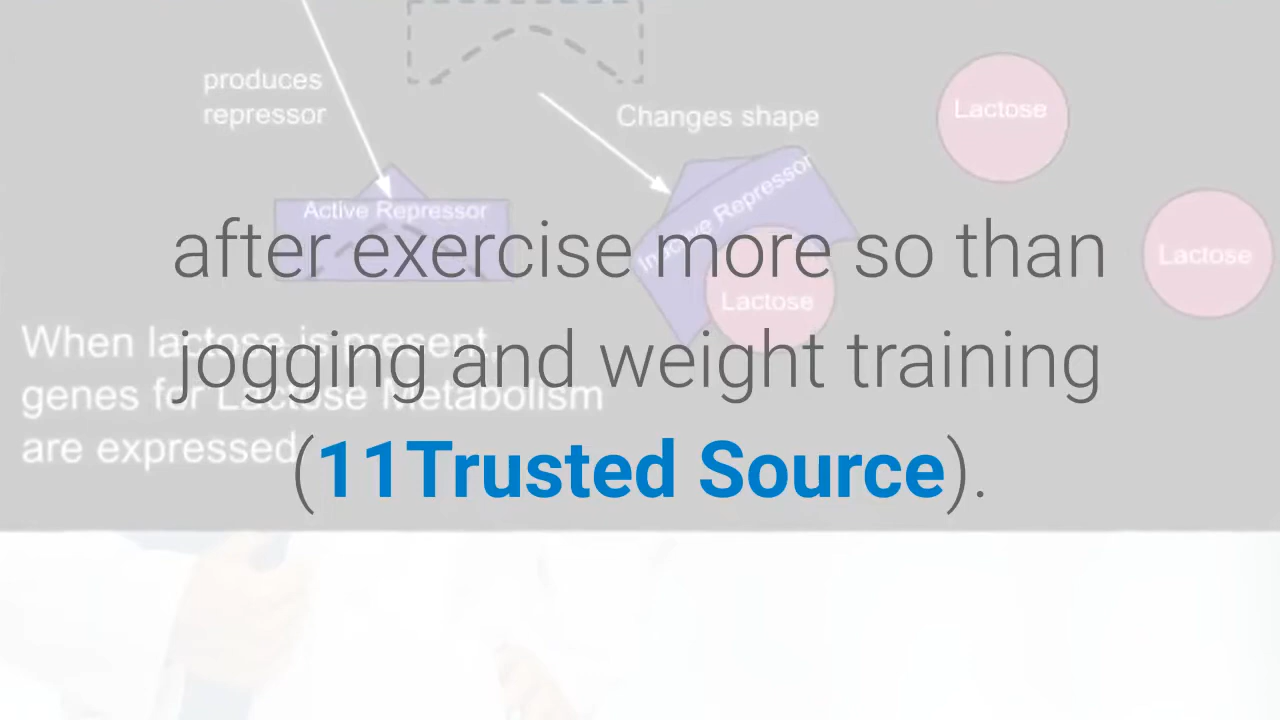 produces
repressor
Changes shape
Lactose
Active Repressor
Inactive Repressor
Lactose
Lactose
after exercise more so than
jogging and weight training
(11Trusted Source).
When lactose is present,
genes for Lactose Metabolism
are expressed